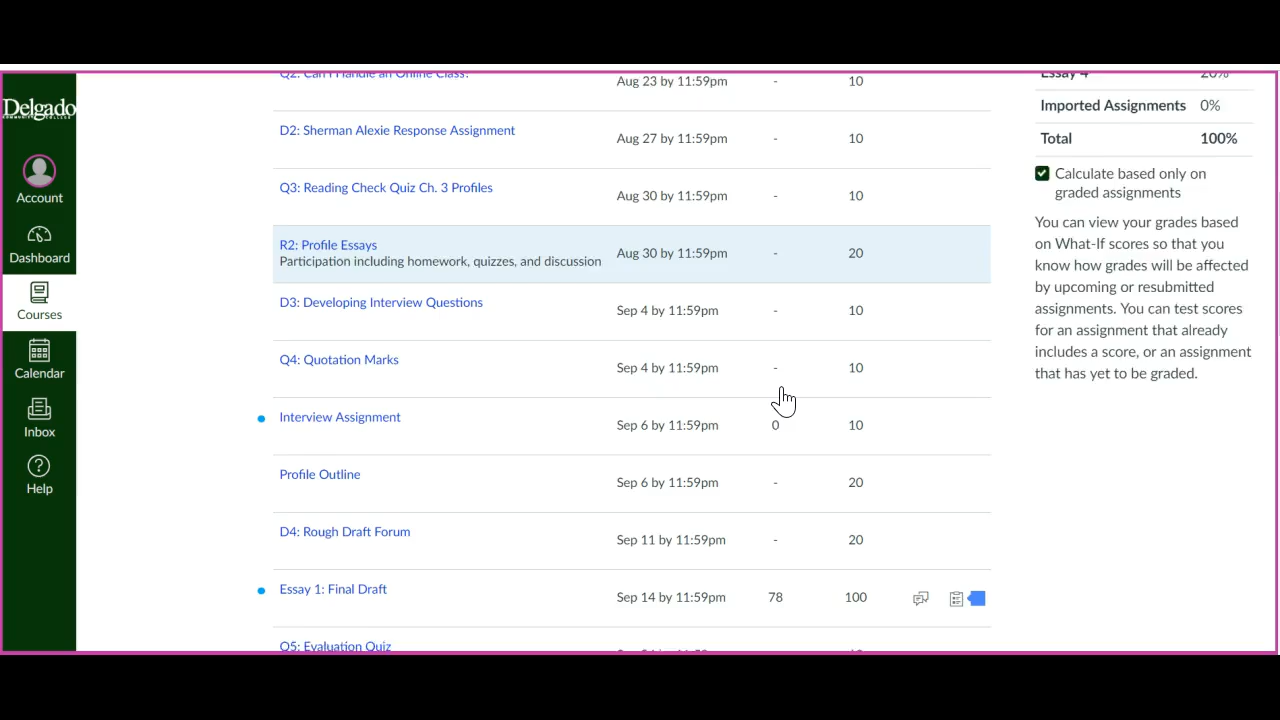 Delgado
COMMUNITY COLLEGE
Account
Dashboard
Courses
Calendar
Inbox
Help
Q2: Can I Handle an Online Class?
Aug 23 by 11:59pm - 10
D2: Sherman Alexie Response Assignment
Aug 27 by 11:59pm - 10
Q3: Reading Check Quiz Ch. 3 Profiles
Aug 30 by 11:59pm - 10
R2: Profile Essays
Participation including homework, quizzes, and discussion
Aug 30 by 11:59pm - 20
D3: Developing Interview Questions
Sep 4 by 11:59pm - 10
Q4: Quotation Marks
Sep 4 by 11:59pm - 10
Interview Assignment
Sep 6 by 11:59pm 0 10
Profile Outline
Sep 6 by 11:59pm - 20
D4: Rough Draft Forum
Sep 11 by 11:59pm - 20
Essay 1: Final Draft
Sep 14 by 11:59pm 78 100
Q5: Evaluation Quiz
Essay 4 20%
Imported Assignments 0%
Total 100%
Calculate based only on
graded assignments
You can view your grades based
on What-If scores so that you
know how grades will be affected
by upcoming or resubmitted
assignments. You can test scores
for an assignment that already
includes a score, or an assignment
that has yet to be graded.